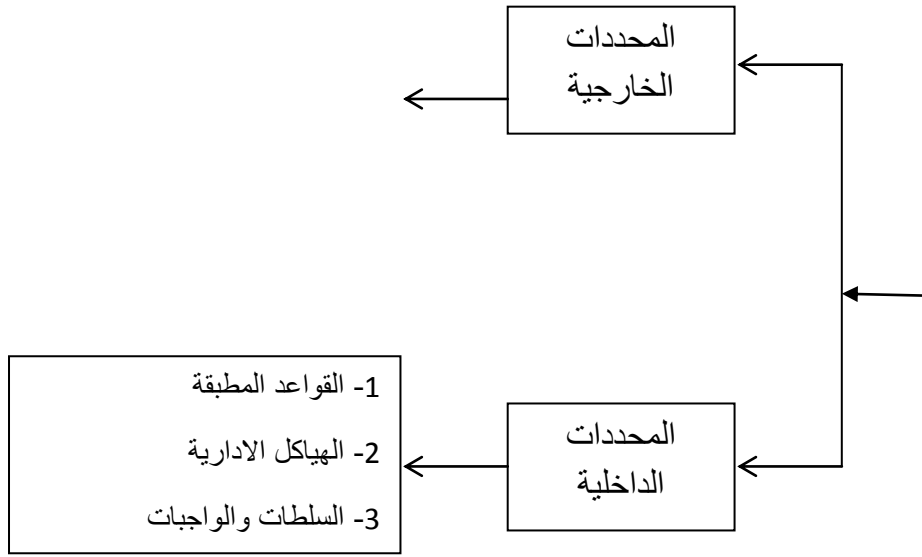 المحددات
الخارجية
المحددات
الداخلية
1- القواعد المطبقة
2- الهياكل الادارية
3- السلطات والواجبات